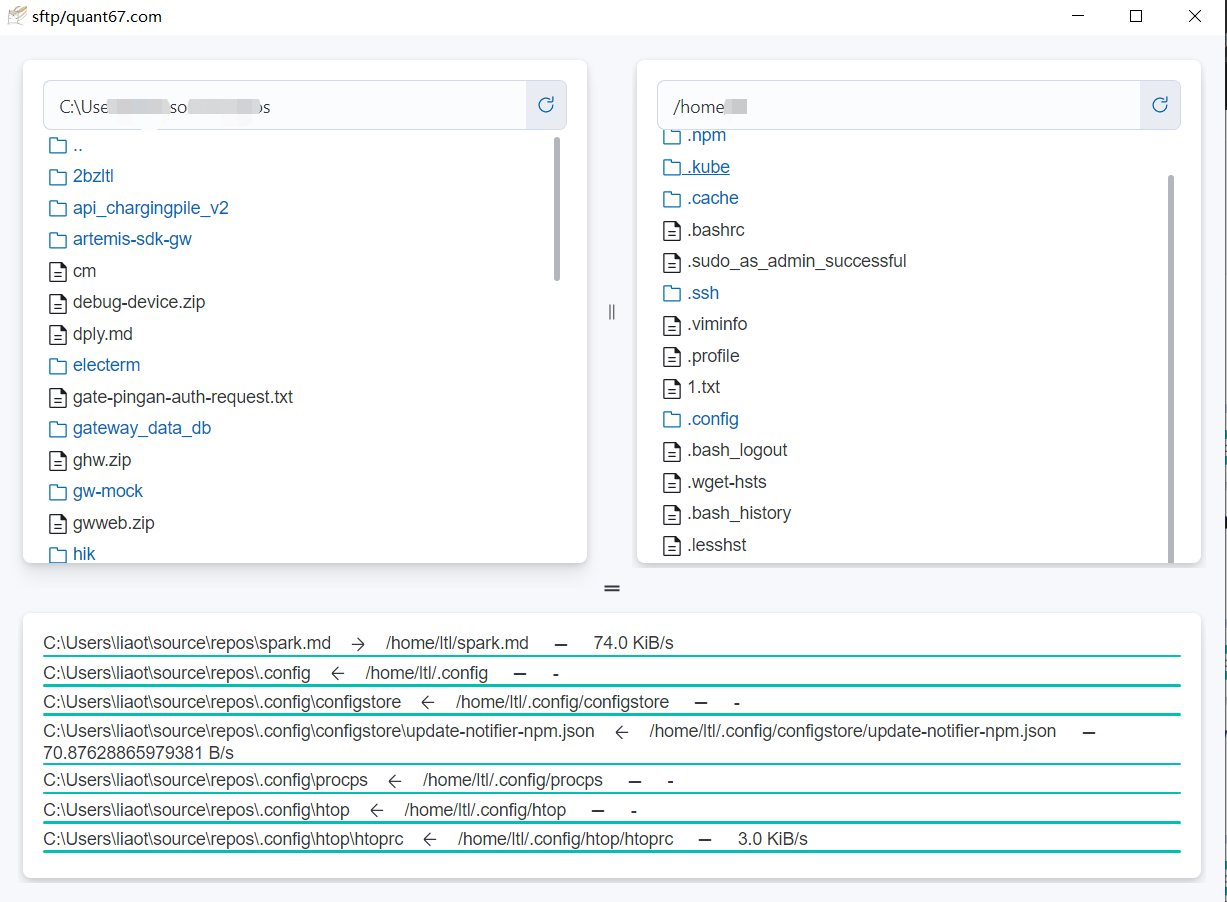 sftp/quant67.com
C:\Use so os
..
2bzltl
api_chargingpile_v2
artemis-sdk-gw
cm
debug-device.zip
dply.md
electerm
gate-pingan-auth-request.txt
gateway_data_db
ghw.zip
gw-mock
gwweb.zip
hik
/home
.npm
.kube
.cache
.bashrc
.sudo_as_admin_successful
.ssh
.viminfo
.profile
1.txt
.config
.bash_logout
.wget-hsts
.bash_history
.lesshst
C:\Users\liaot\source\repos\spark.md → /home/ltl/spark.md — 74.0 KiB/s
C:\Users\liaot\source\repos\.config ← /home/ltl/.config — -
C:\Users\liaot\source\repos\.config\configstore ← /home/ltl/.config/configstore — -
C:\Users\liaot\source\repos\.config\configstore\update-notifier-npm.json ← /home/ltl/.config/configstore/update-notifier-npm.json —
70.87628865979381 B/s
C:\Users\liaot\source\repos\.config\procps ← /home/ltl/.config/procps — -
C:\Users\liaot\source\repos\.config\htop ← /home/ltl/.config/htop — -
C:\Users\liaot\source\repos\.config\htop\htoprc ← /home/ltl/.config/htop/htoprc — 3.0 KiB/s